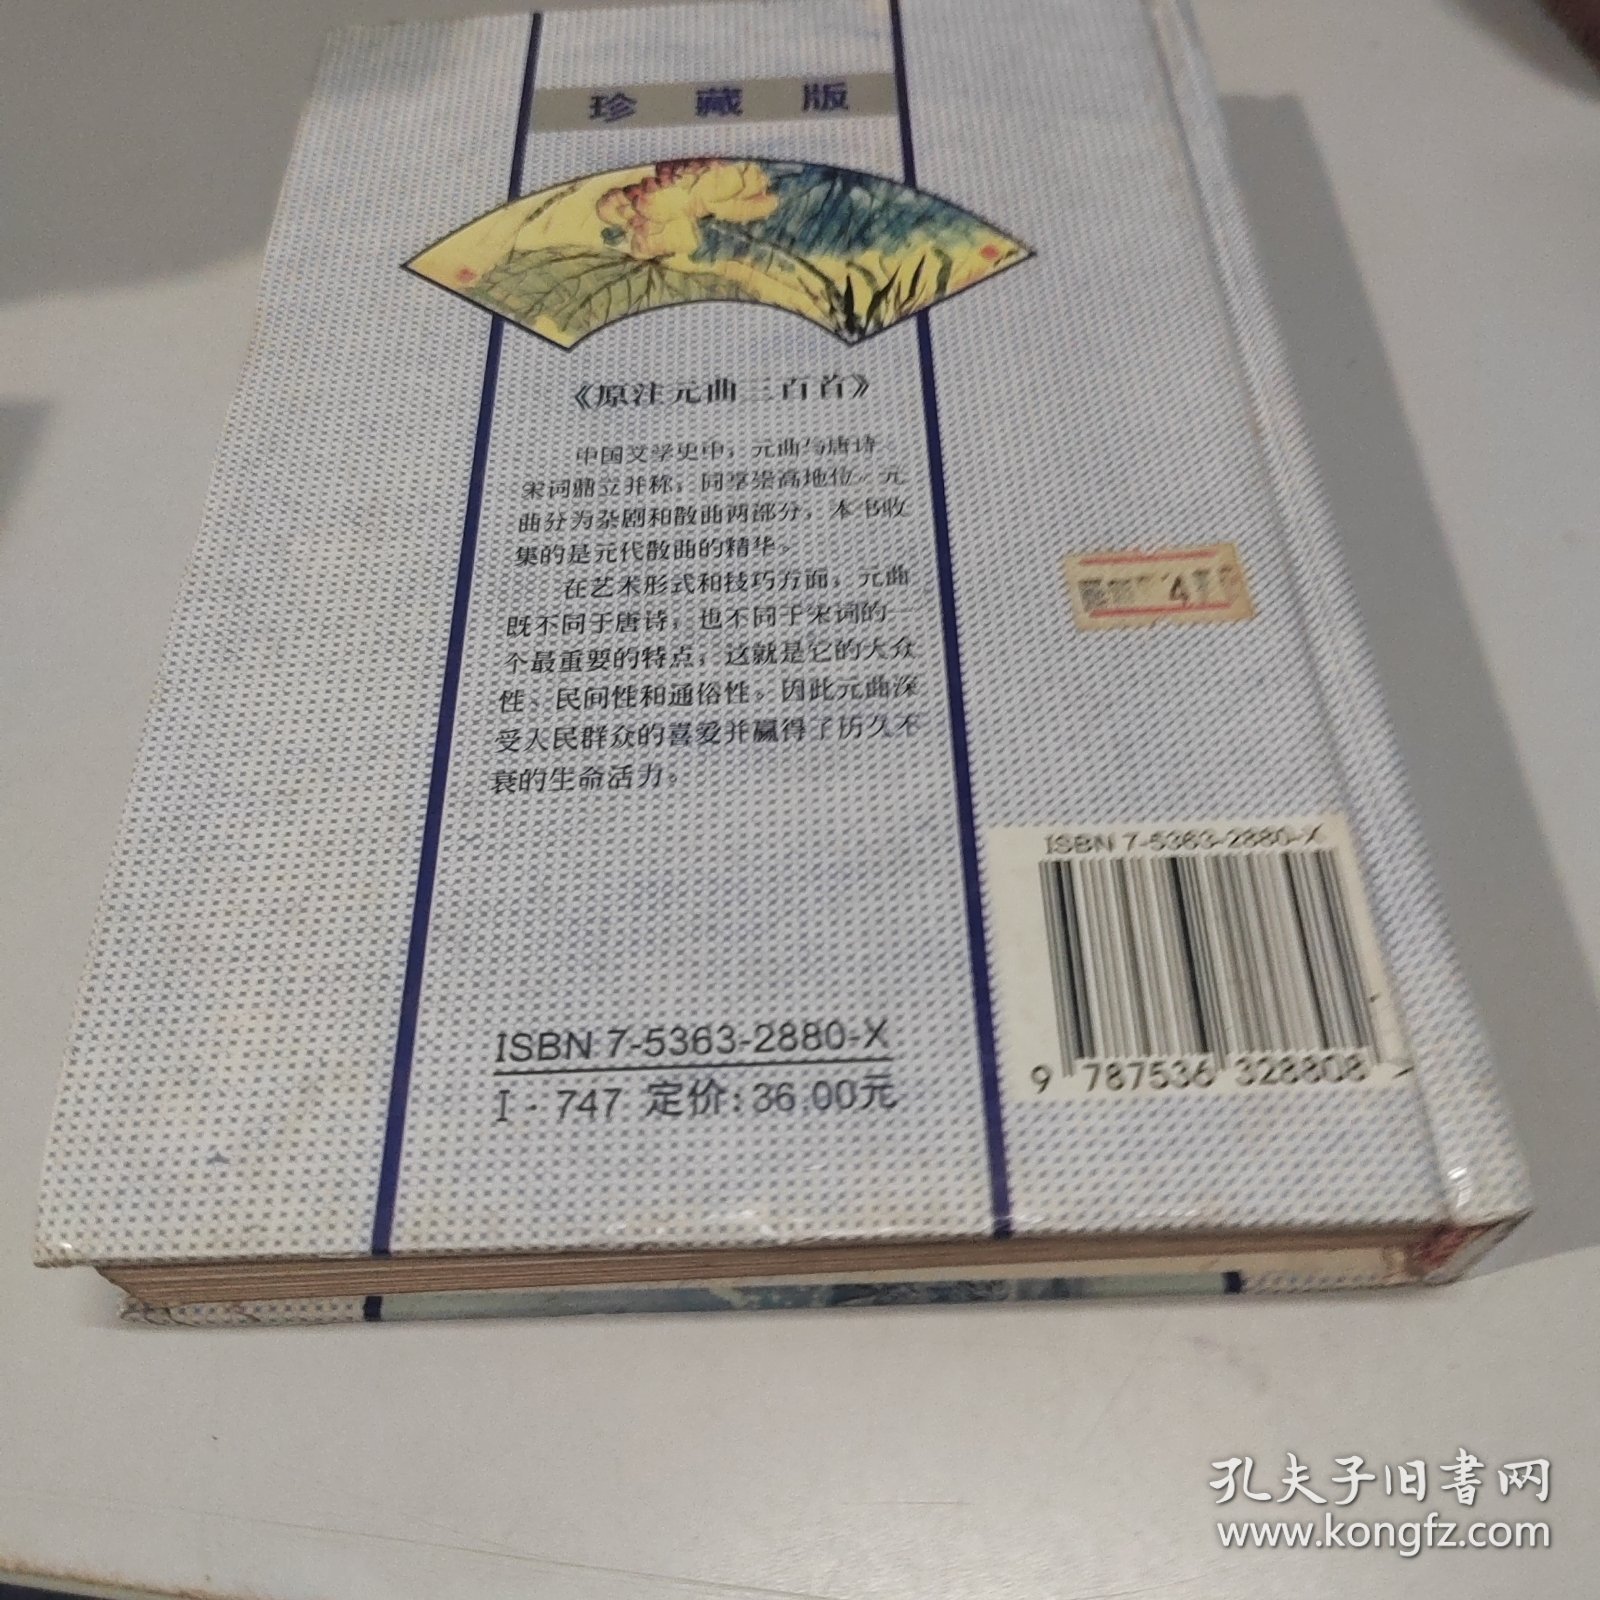 珍藏版
《原注元曲三百首》
中国文学史中，元曲与唐诗、
宋词鼎立并称，同享崇高地位。元
曲分为杂剧和散曲两部分，本书收
集的是元代散曲的精华。
在艺术形式和技巧方面，元曲
既不同于唐诗，也不同于宋词的一
个最重要的特点，这就是它的大众
性、民间性和通俗性。因此元曲深
受人民群众的喜爱并赢得了历久不
衰的生命活力。
4
ISBN 7-5363-2880-X
9 787536 328808 >
ISBN 7-5363-2880-X
I·747 定价:36.00元
孔夫子旧书网
www.kongfz.com